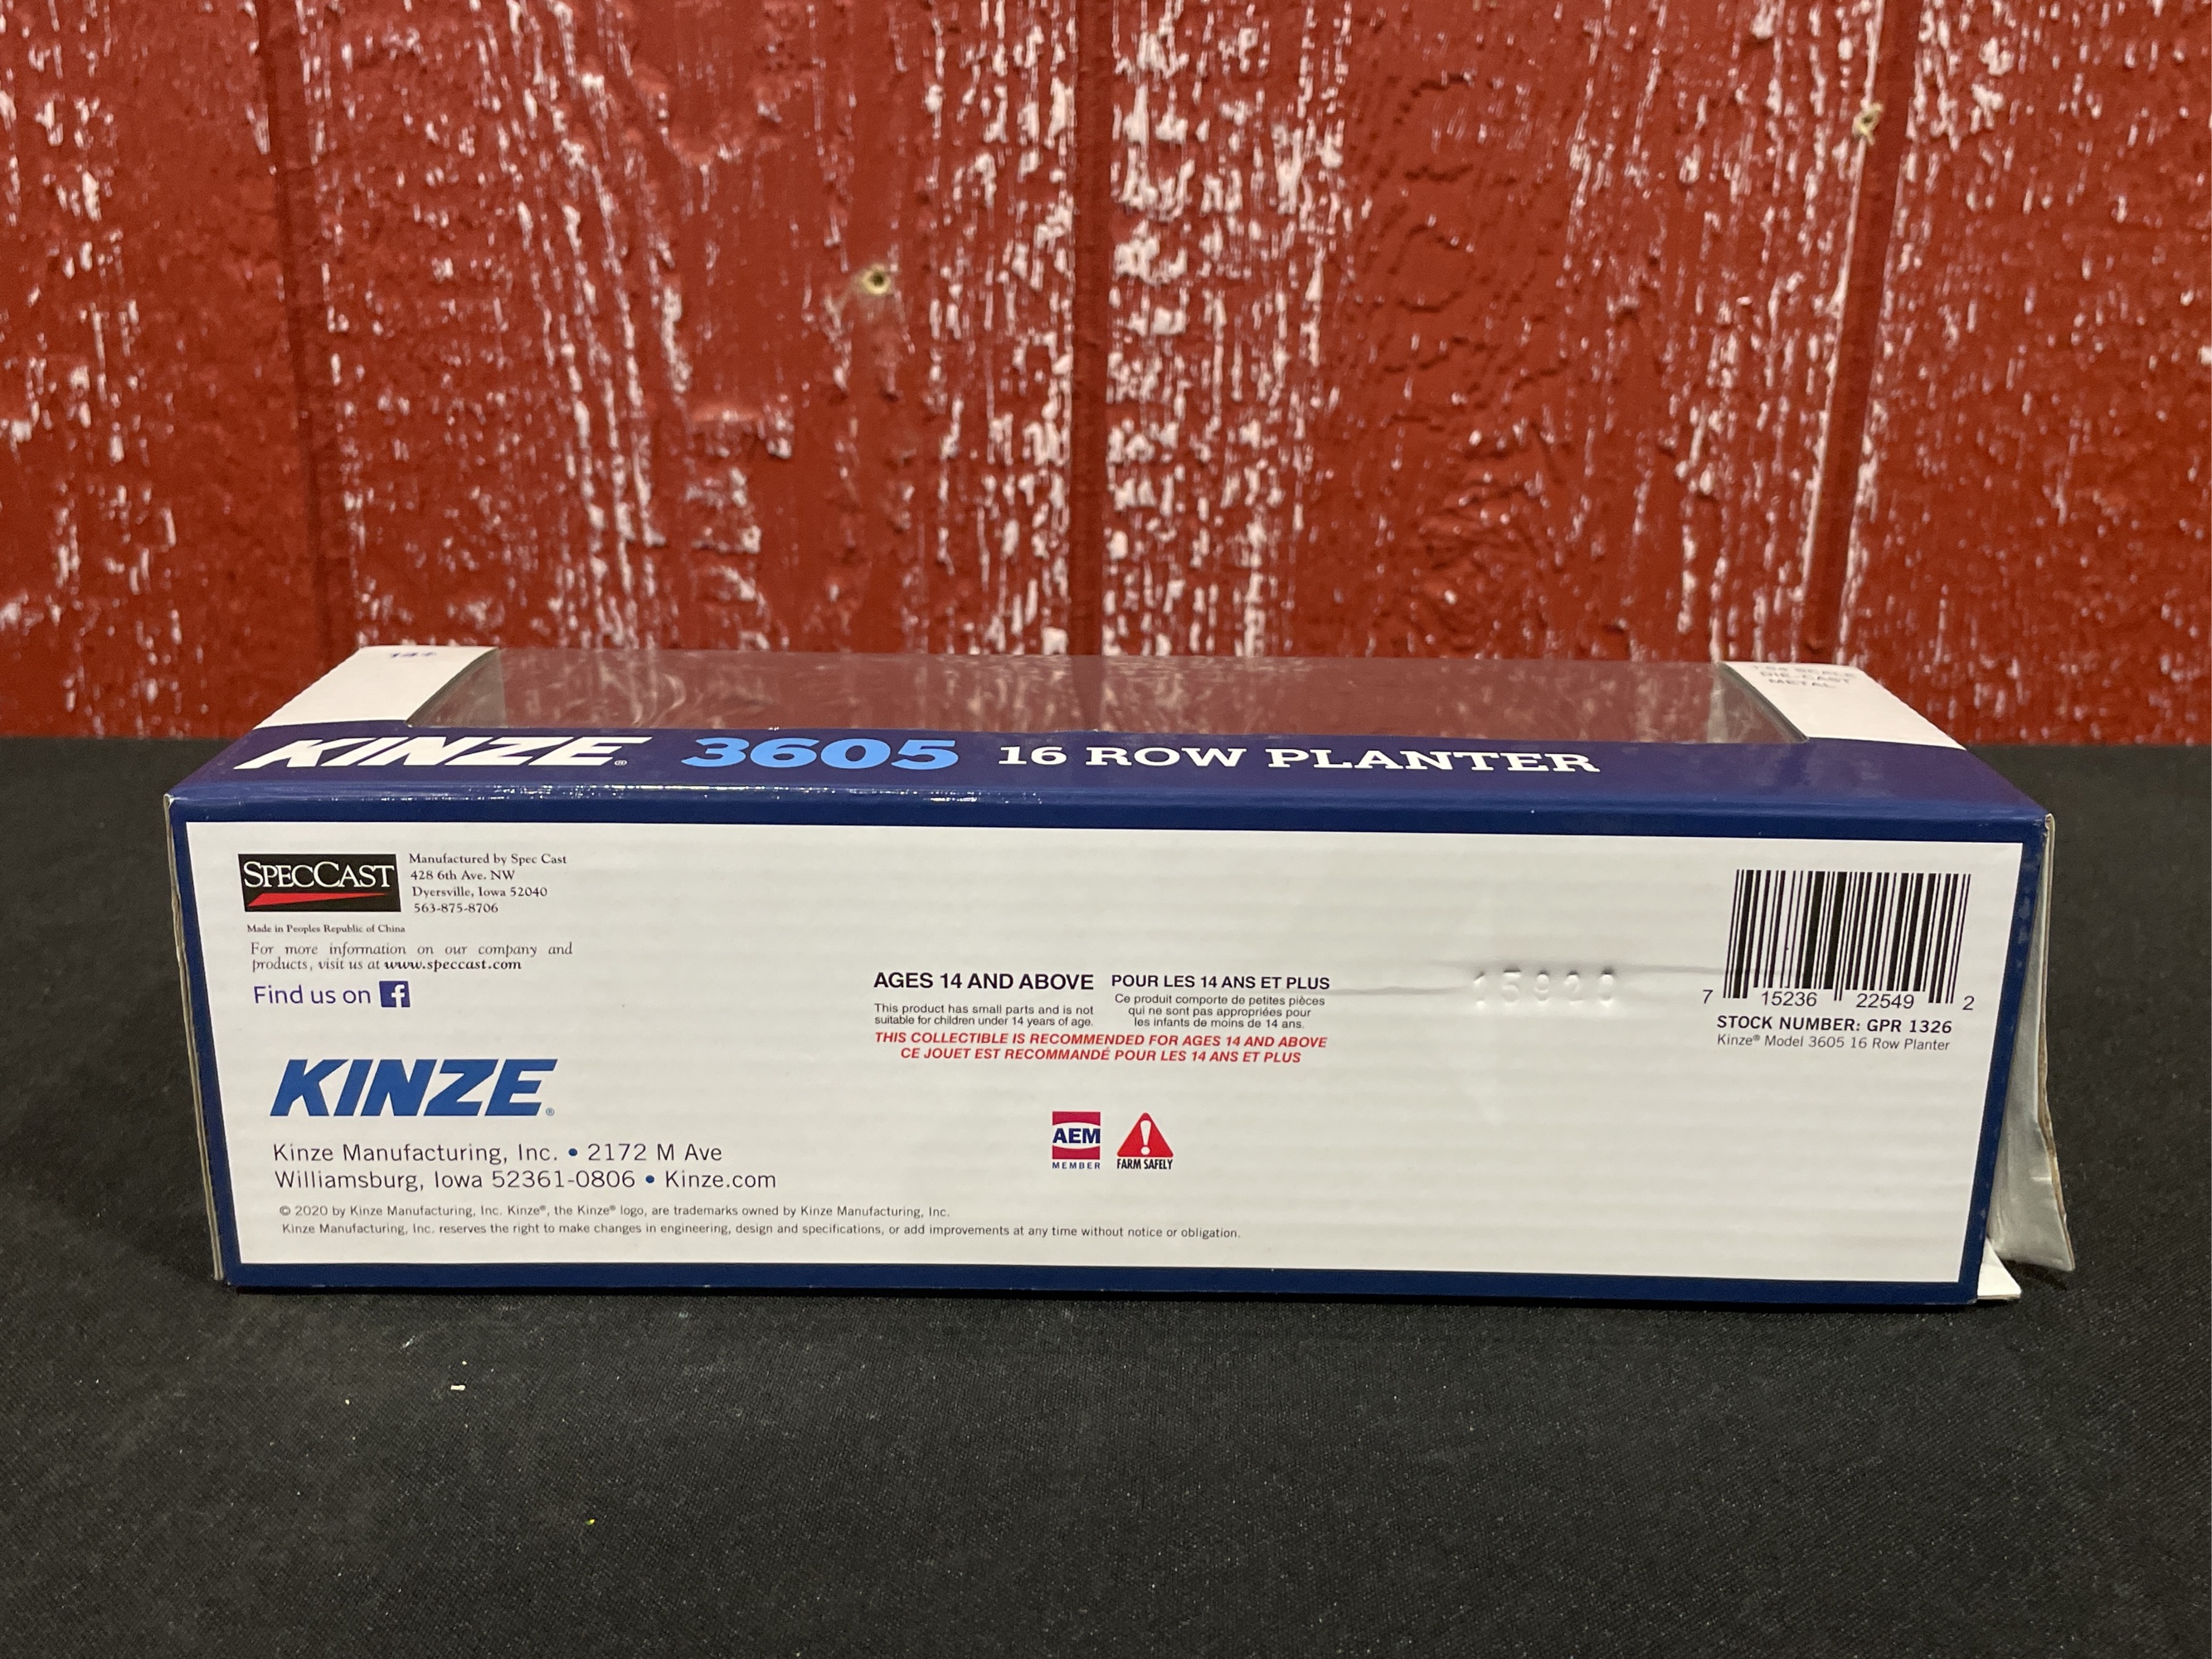 14+
DIE-CAST
METAL
KINZE® 3605 16 ROW PLANTER
SPECCAST
Manufactured by Spec Cast
428 6th Ave. NW
Dyersville, Iowa 52040
563-875-8706
Made in Peoples Republic of China
For more information on our company and
products, visit us at www.speccast.com
Find us on f
KINZE®
Kinze Manufacturing, Inc. • 2172 M Ave
Williamsburg, Iowa 52361-0806 • Kinze.com
© 2020 by Kinze Manufacturing, Inc. Kinze®, the Kinze® logo, are trademarks owned by Kinze Manufacturing, Inc.
Kinze Manufacturing, Inc. reserves the right to make changes in engineering, design and specifications, or add improvements at any time without notice or obligation.
AGES 14 AND ABOVE
This product has small parts and is not
suitable for children under 14 years of age.
POUR LES 14 ANS ET PLUS
Ce produit comporte de petites pièces
qui ne sont pas appropriées pour
les infants de moins de 14 ans.
THIS COLLECTIBLE IS RECOMMENDED FOR AGES 14 AND ABOVE
CE JOUET EST RECOMMANDÉ POUR LES 14 ANS ET PLUS
AEM
MEMBER
FARM SAFELY
7 15236 22549 2
STOCK NUMBER: GPR 1326
Kinze® Model 3605 16 Row Planter